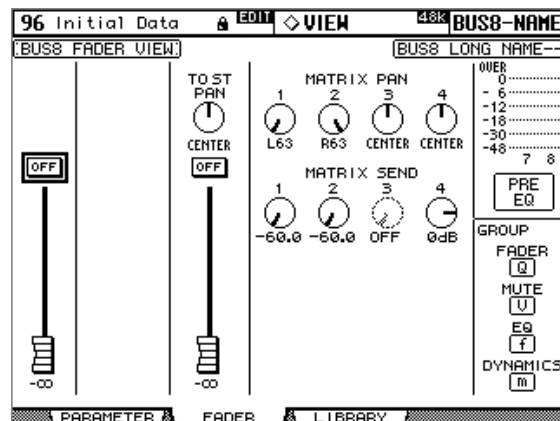 96 Initial Data EDIT ◇VIEW 48K BUS8-NAME
BUS8 FADER VIEW BUS8 LONG NAME--
TO ST
PAN
CENTER
OFF
OFF
-∞
-∞
MATRIX PAN
1 2 3 4
L63 R63 CENTER CENTER
MATRIX SEND
1 2 3 4
-60.0 -60.0 OFF 0dB
OVER
0
- 6
-12
-18
-30
-48
7 8
PRE
EQ
GROUP
FADER
Q
MUTE
V
EQ
f
DYNAMICS
m
PARAMETER FADER LIBRARY